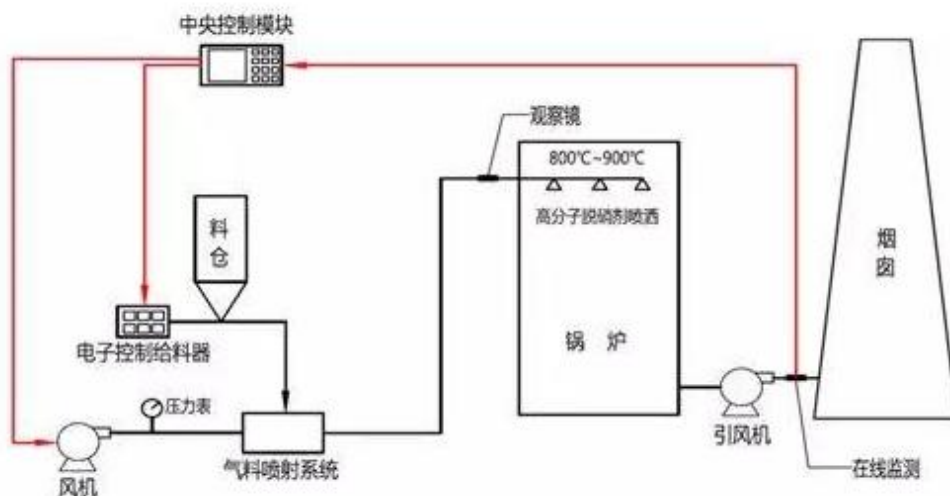 中央控制模块
观察镜
800℃~900℃
高分子脱硝剂喷洒
料
仓
烟
囱
电子控制给料器
锅 炉
压力表
引风机
气料喷射系统
在线监测
风机